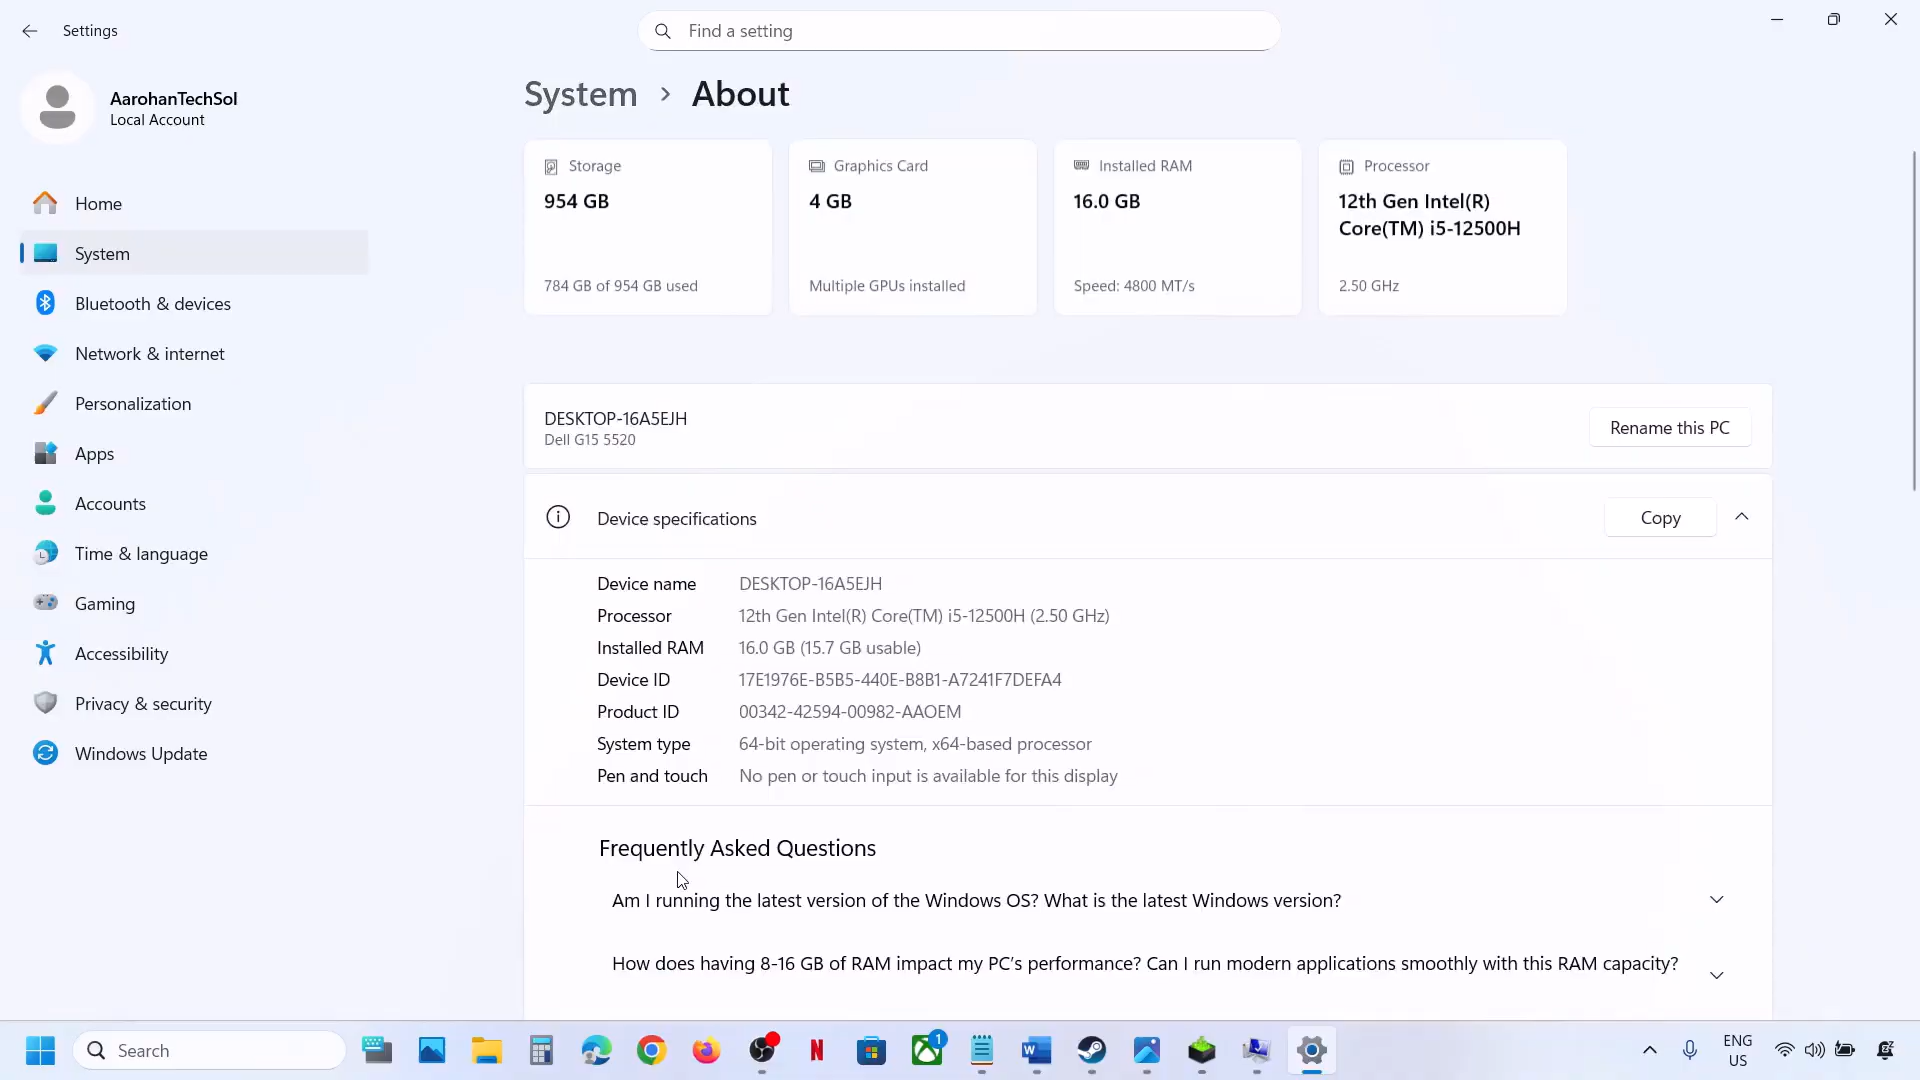 Settings
Find a setting
AarohanTechSol
Local Account
Home
System
Bluetooth & devices
Network & internet
Personalization
Apps
Accounts
Time & language
Gaming
Accessibility
Privacy & security
Windows Update
System > About
Storage
954 GB
784 GB of 954 GB used
Graphics Card
4 GB
Multiple GPUs installed
Installed RAM
16.0 GB
Speed: 4800 MT/s
Processor
12th Gen Intel(R)
Core(TM) i5-12500H
2.50 GHz
DESKTOP-16A5EJH
Dell G15 5520
Rename this PC
Device specifications
Copy
Device name DESKTOP-16A5EJH
Processor 12th Gen Intel(R) Core(TM) i5-12500H (2.50 GHz)
Installed RAM 16.0 GB (15.7 GB usable)
Device ID 17E1976E-B5B5-440E-B8B1-A7241F7DEFA4
Product ID 00342-42594-00982-AAOEM
System type 64-bit operating system, x64-based processor
Pen and touch No pen or touch input is available for this display
Frequently Asked Questions
Am I running the latest version of the Windows OS? What is the latest Windows version?
How does having 8-16 GB of RAM impact my PC's performance? Can I run modern applications smoothly with this RAM capacity?
Search
N
1
W
ENG
US